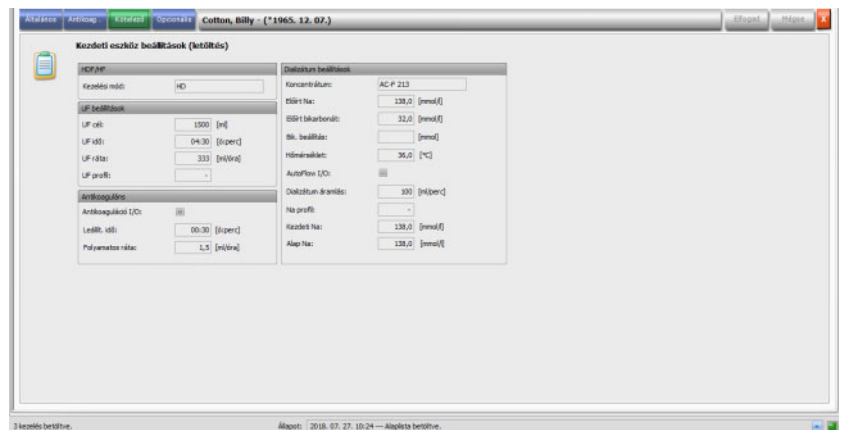 Általános Antikoag... Kötelező Opcionális Cotton, Billy - (*1965. 12. 07.) Elfogad Mégse X
Kezdeti eszköz beállítások (letöltés)
HDF/HF
Kezelési mód: HD
UF beállítások
UF cél: 1500 [ml]
UF idő: 04:30 [ó:perc]
UF ráta: 333 [ml/óra]
UF profil: -
Antikoaguláns
Antikoaguláció I/O:
Leállít. idő: 00:30 [ó:perc]
Folyamatos ráta: 1,5 [ml/óra]
Dializátum beállítások
Koncentrátum: AC-F 213
Előírt Na: 138,0 [mmol/l]
Előírt bikarbonát: 32,0 [mmol/l]
Bik. beállítás: [mmol]
Hőmérséklet: 36,0 [°C]
AutoFlow I/O:
Dializátum áramlás: 100 [ml/perc]
Na profil: -
Kezdeti Na: 138,0 [mmol/l]
Alap Na: 138,0 [mmol/l]
3 kezelés betöltve. Állapot: 2018. 07. 27. 10:24 --- Alaplista betöltve.